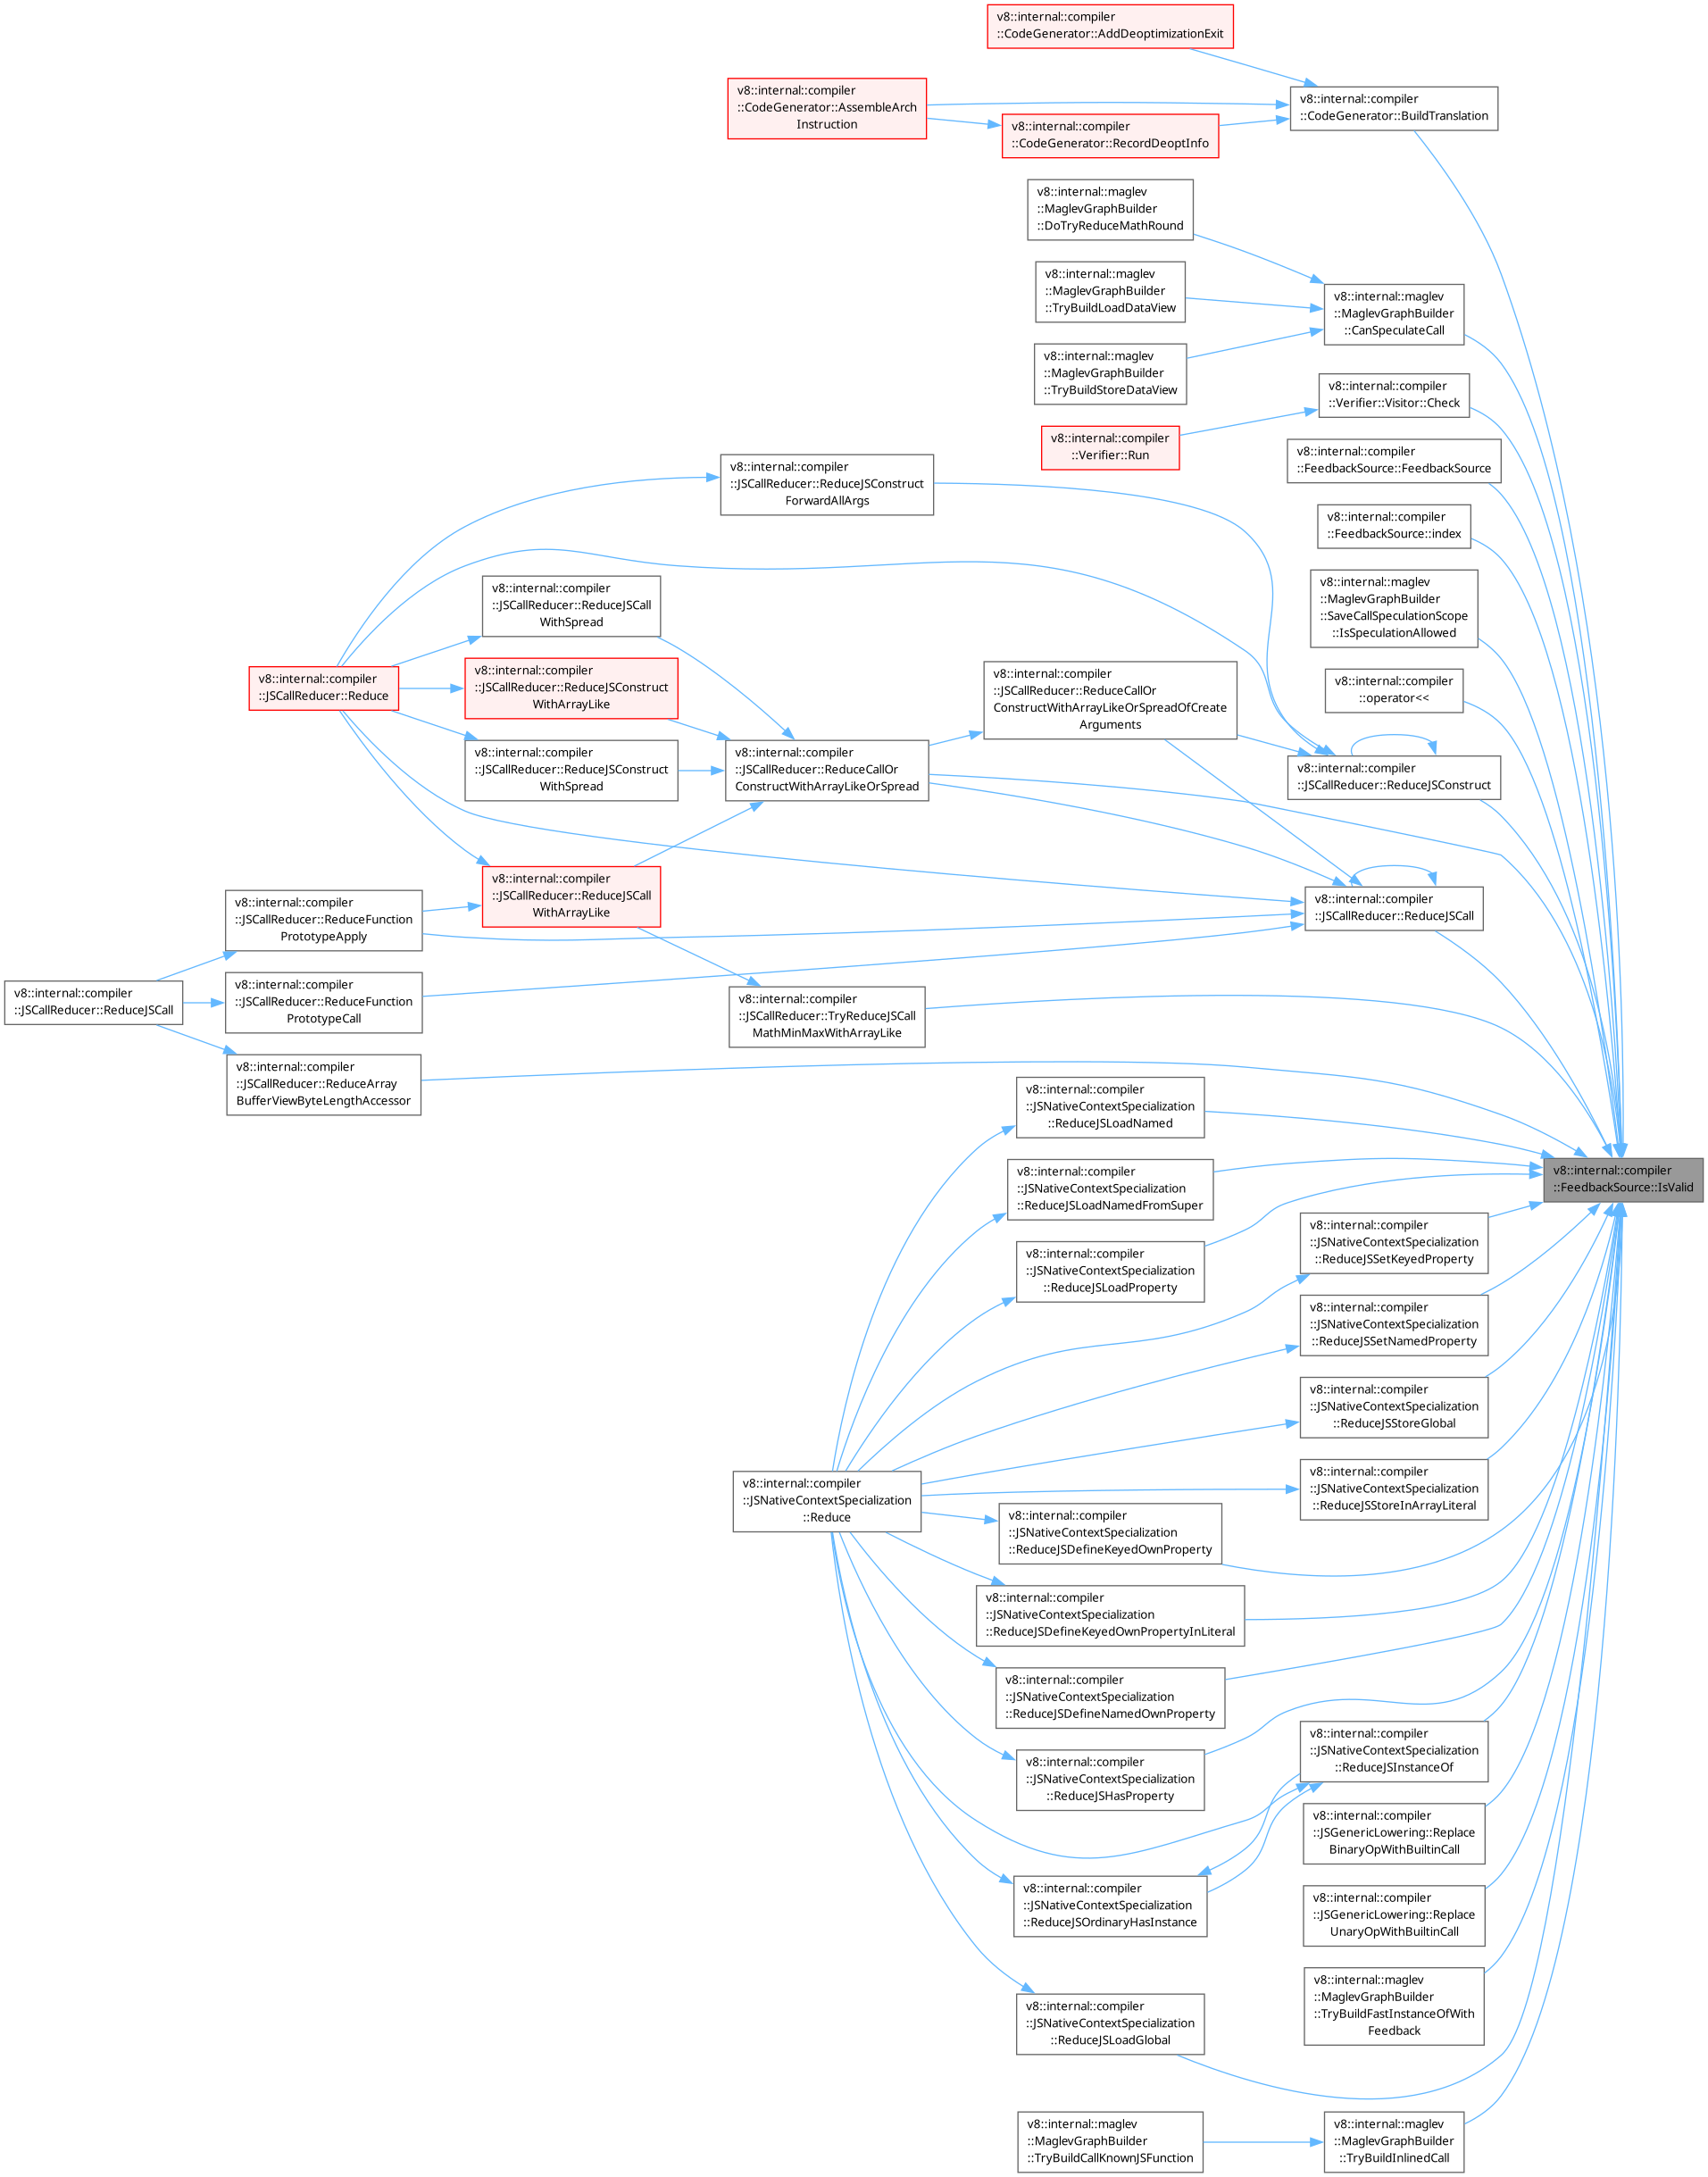 v8::internal::compiler
::CodeGenerator::AddDeoptimizationExit
v8::internal::compiler
::CodeGenerator::AssembleArch
Instruction
v8::internal::compiler
::CodeGenerator::BuildTranslation
v8::internal::compiler
::CodeGenerator::RecordDeoptInfo
v8::internal::maglev
::MaglevGraphBuilder
::DoTryReduceMathRound
v8::internal::maglev
::MaglevGraphBuilder
::TryBuildLoadDataView
v8::internal::maglev
::MaglevGraphBuilder
::CanSpeculateCall
v8::internal::maglev
::MaglevGraphBuilder
::TryBuildStoreDataView
v8::internal::compiler
::Verifier::Visitor::Check
v8::internal::compiler
::Verifier::Run
v8::internal::compiler
::FeedbackSource::FeedbackSource
v8::internal::compiler
::JSCallReducer::ReduceJSConstruct
ForwardAllArgs
v8::internal::compiler
::FeedbackSource::index
v8::internal::maglev
::MaglevGraphBuilder
::SaveCallSpeculationScope
::IsSpeculationAllowed
v8::internal::compiler
::JSCallReducer::ReduceJSCall
WithSpread
v8::internal::compiler
::JSCallReducer::Reduce
v8::internal::compiler
::JSCallReducer::ReduceJSConstruct
WithArrayLike
v8::internal::compiler
::JSCallReducer::ReduceCallOr
ConstructWithArrayLikeOrSpreadOfCreate
Arguments
v8::internal::compiler
::operator<<
v8::internal::compiler
::JSCallReducer::ReduceJSConstruct
WithSpread
v8::internal::compiler
::JSCallReducer::ReduceCallOr
ConstructWithArrayLikeOrSpread
v8::internal::compiler
::JSCallReducer::ReduceJSConstruct
v8::internal::compiler
::JSCallReducer::ReduceJSCall
WithArrayLike
v8::internal::compiler
::JSCallReducer::ReduceJSCall
v8::internal::compiler
::JSCallReducer::ReduceFunction
PrototypeApply
v8::internal::compiler
::JSCallReducer::ReduceJSCall
v8::internal::compiler
::JSCallReducer::ReduceFunction
PrototypeCall
v8::internal::compiler
::JSCallReducer::TryReduceJSCall
MathMinMaxWithArrayLike
v8::internal::compiler
::JSCallReducer::ReduceArray
BufferViewByteLengthAccessor
v8::internal::compiler
::JSNativeContextSpecialization
::ReduceJSLoadNamed
v8::internal::compiler
::FeedbackSource::IsValid
v8::internal::compiler
::JSNativeContextSpecialization
::ReduceJSLoadNamedFromSuper
v8::internal::compiler
::JSNativeContextSpecialization
::ReduceJSSetKeyedProperty
v8::internal::compiler
::JSNativeContextSpecialization
::ReduceJSLoadProperty
v8::internal::compiler
::JSNativeContextSpecialization
::ReduceJSSetNamedProperty
v8::internal::compiler
::JSNativeContextSpecialization
::ReduceJSStoreGlobal
v8::internal::compiler
::JSNativeContextSpecialization
::ReduceJSStoreInArrayLiteral
v8::internal::compiler
::JSNativeContextSpecialization
::Reduce
v8::internal::compiler
::JSNativeContextSpecialization
::ReduceJSDefineKeyedOwnProperty
v8::internal::compiler
::JSNativeContextSpecialization
::ReduceJSDefineKeyedOwnPropertyInLiteral
v8::internal::compiler
::JSNativeContextSpecialization
::ReduceJSDefineNamedOwnProperty
v8::internal::compiler
::JSNativeContextSpecialization
::ReduceJSInstanceOf
v8::internal::compiler
::JSNativeContextSpecialization
::ReduceJSHasProperty
v8::internal::compiler
::JSGenericLowering::Replace
BinaryOpWithBuiltinCall
v8::internal::compiler
::JSNativeContextSpecialization
::ReduceJSOrdinaryHasInstance
v8::internal::compiler
::JSGenericLowering::Replace
UnaryOpWithBuiltinCall
v8::internal::maglev
::MaglevGraphBuilder
::TryBuildFastInstanceOfWith
Feedback
v8::internal::compiler
::JSNativeContextSpecialization
::ReduceJSLoadGlobal
v8::internal::maglev
::MaglevGraphBuilder
::TryBuildCallKnownJSFunction
v8::internal::maglev
::MaglevGraphBuilder
::TryBuildInlinedCall